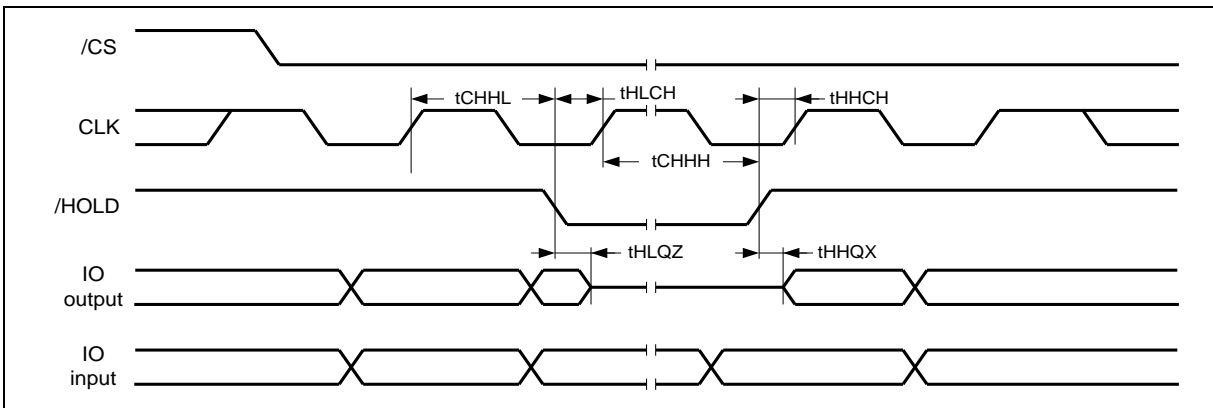 /CS
tCHHL
tHLCH
tHHCH
CLK
tCHHH
/HOLD
tHLQZ
tHHQX
IO
output
IO
input